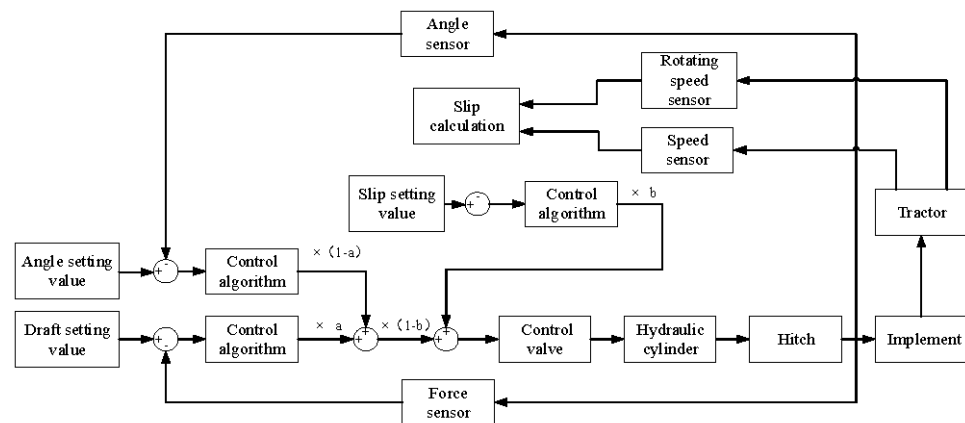 Angle
sensor
Rotating
speed
sensor
Slip
calculation
Speed
sensor
Slip setting
value
+
-
Control
algorithm
× b
Tractor
Angle setting
value
+
-
Control
algorithm
× (1-a)
Draft setting
value
+
-
Control
algorithm
× a
+
+
× (1-b)
+
+
Control
valve
Hydraulic
cylinder
Hitch
Implement
Force
sensor